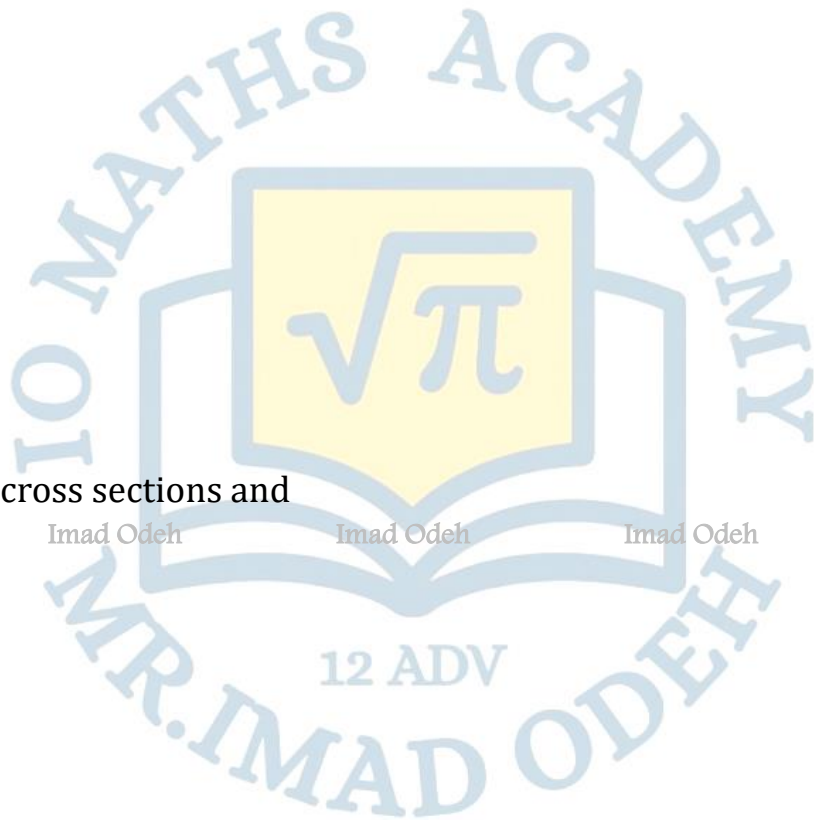 IO MATHS ACADEMY
√π
cross sections and
Imad Odeh Imad Odeh Imad Odeh
12 ADV
MR.IMAD ODEH